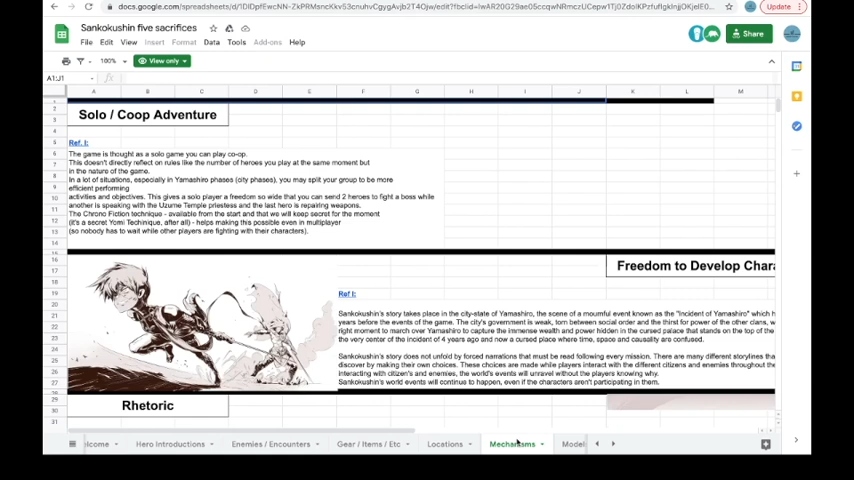 Update
Sankokushin five sacrifices
Share
File Edit View Insert Format Data Tools Add-ons Help
100% View only
A1:J1 fx
A B C D E F G H I J K L M
Solo / Coop Adventure
Ref. I:
The game is thought as a solo game you can play co-op.
This doesn't directly reflect on rules like the number of heroes you play at the same moment but
in the nature of the game.
In a lot of situations, especially in Yamashiro phases (city phases), you may split your group to be more
efficient performing
activities and objectives. This gives a solo player a freedom so wide that you can send 2 heroes to fight a boss while
another is speaking with the Uzume Temple priestess and the last hero is repairing weapons.
The Chrono Fiction technique - available from the start and that we will keep secret for the moment
(it's a secret Yomi Techinique, after all) - helps making this possible even in multiplayer
(so nobody has to wait while other players are fighting with their characters).
Freedom to Develop Chara
Ref I:
Sankokushin's story takes place in the city-state of Yamashiro, the scene of a mournful event known as the "Incident of Yamashiro" which h
years before the events of the game. The city's government is weak, torn between social order and the thirst for power of the other clans, w
right moment to march over Yamashiro to capture the immense wealth and power hidden in the cursed palace that stands on the top of the
the very center of the incident of 4 years ago and now a cursed place where time, space and causality are confused.
Sankokushin's story does not unfold by forced narrations that must be read following every mission. There are many different storylines tha
discover by making their own choices. These choices are made while players interact with the different citizens and enemies throughout the
interacting with citizen's and enemies, the world's events will unravel without the players knowing why.
Sankokushin's world events will continue to happen, even if the characters aren't participating in them.
Rhetoric
elcome Hero Introductions Enemies / Encounters Gear / Items / Etc Locations Mechanisms Model